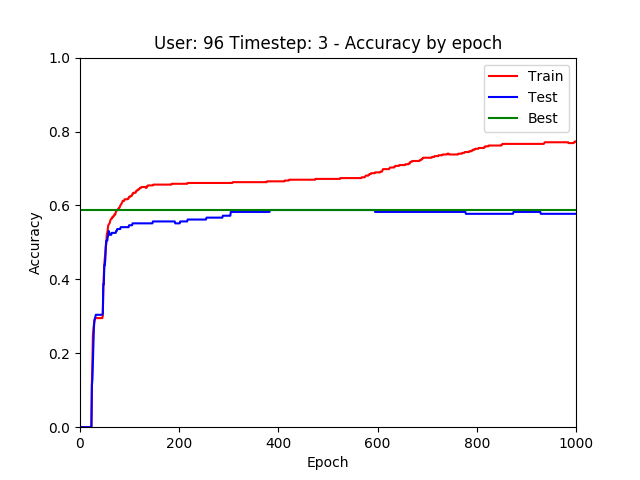 User: 96 Timestep: 3 - Accuracy by epoch
1.0
0.8
0.6
0.4
0.2
0.0
Accuracy
Train
Test
Best
0 200 400 600 800 1000
Epoch